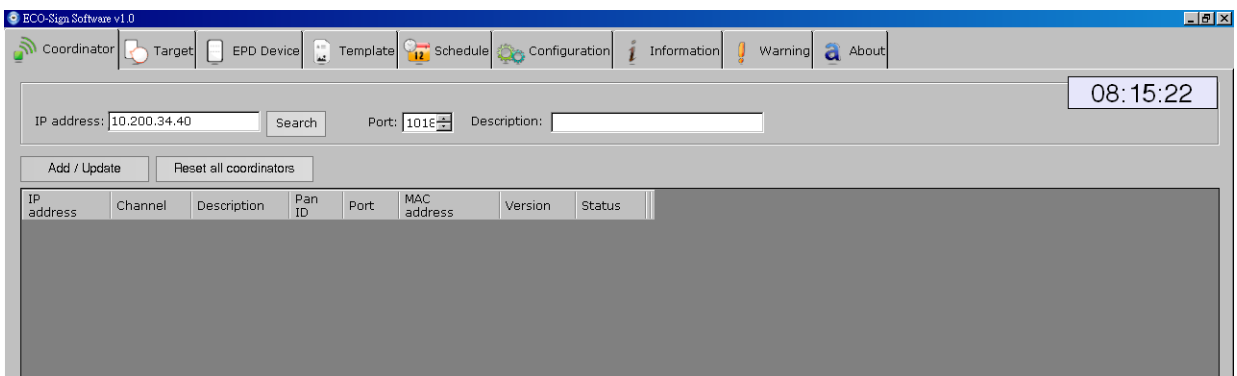 ECO-Sign Software v1.0
Coordinator Target EPD Device Template Schedule Configuration Information Warning About
08:15:22
IP address: 10.200.34.40 Search Port: 1018 Description:
Add / Update Reset all coordinators
IP address Channel Description Pan ID Port MAC address Version Status